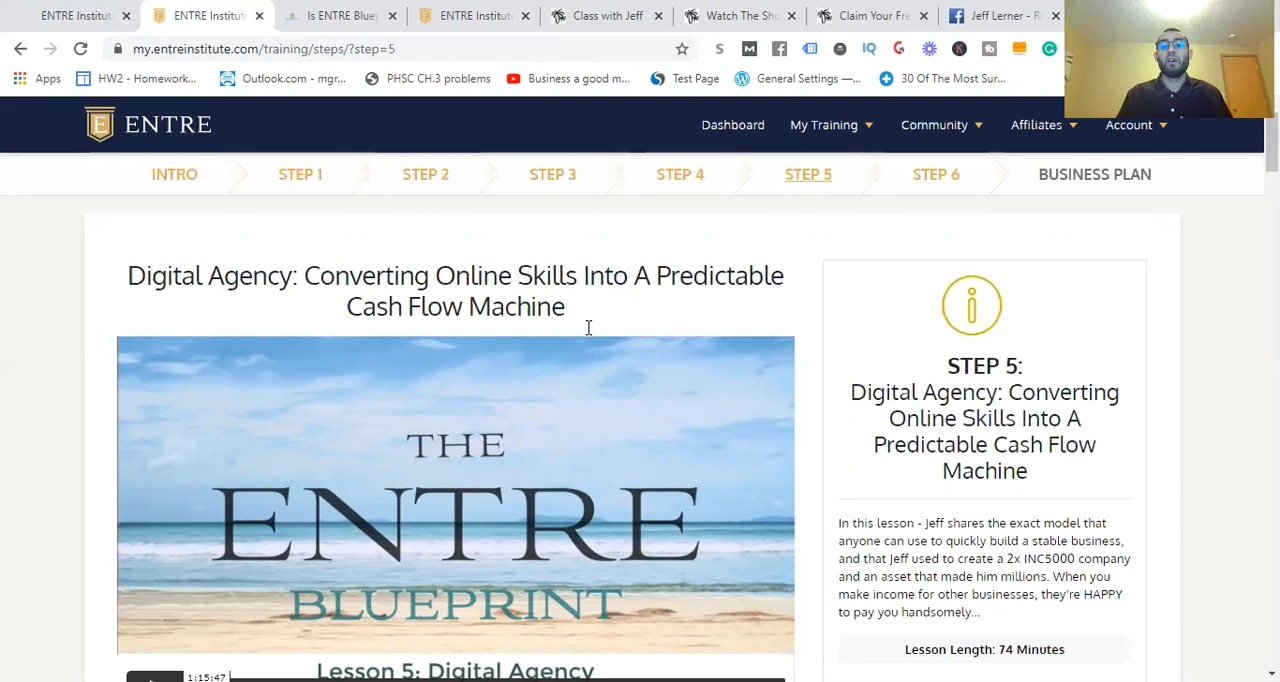 ENTRE Institut
ENTRE Institut
Is ENTRE Blue
ENTRE Institut
Class with Jeff
Watch The Sho
Claim Your Fre
Jeff Lerner - R
my.entreinstitute.com/training/steps/?step=5
Apps
HW2 - Homework...
Outlook.com - mgr...
PHSC CH.3 problems
Business a good m...
Test Page
General Settings —...
30 Of The Most Sur...
E ENTRE
Dashboard
My Training
Community
Affiliates
Account
INTRO
STEP 1
STEP 2
STEP 3
STEP 4
STEP 5
STEP 6
BUSINESS PLAN
Digital Agency: Converting Online Skills Into A Predictable
Cash Flow Machine
THE
ENTRE
BLUEPRINT
Lesson 5: Digital Agency
1:15:47
STEP 5:
Digital Agency: Converting
Online Skills Into A
Predictable Cash Flow
Machine
In this lesson - Jeff shares the exact model that
anyone can use to quickly build a stable business,
and that Jeff used to create a 2x INC5000 company
and an asset that made him millions. When you
make income for other businesses, they're HAPPY
to pay you handsomely...
Lesson Length: 74 Minutes